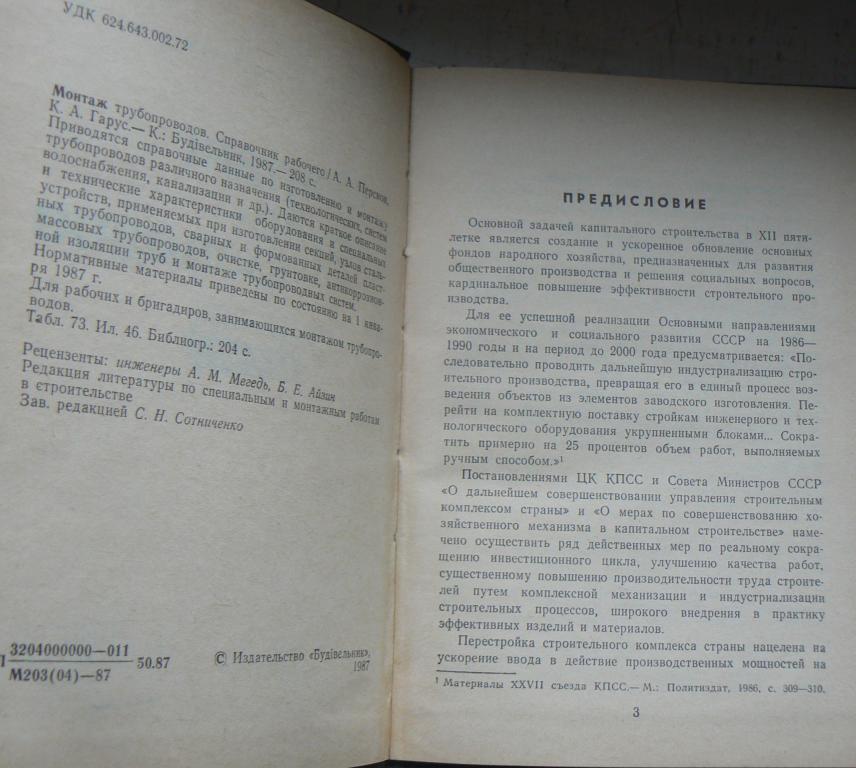 УДК 624.643.002.72
Монтаж трубопроводов. Справочник рабочего / А. А. Персион,
К. А. Гарус.— К.: Будівельник, 1987.— 208 с.
Приводятся справочные данные по изготовлению и монтажу
трубопроводов различного назначения (технологических, систем
водоснабжения, канализации и др.). Даются краткое описание
и технические характеристики оборудования и специальных
устройств, применяемых при изготовлении секций, узлов сталь-
ных трубопроводов, сварных и формованных деталей пласт-
массовых трубопроводов, очистке, грунтовке, антикоррозион-
ной изоляции труб и монтаже трубопроводных систем.
Нормативные материалы приведены по состоянию на 1 янва-
ря 1987 г.
Для рабочих и бригадиров, занимающихся монтажом трубопро-
водов.
Табл. 73. Ил. 46. Библиогр.: 204 с.
Рецензенты: инженеры А. М. Мегедь, Б. Е. Айзин
Редакция литературы по специальным и монтажным работам
в строительстве
Зав. редакцией С. Н. Сотниченко
3204000000—011
М203(04)—87
50.87
© Издательство «Будівельник»,
1987
ПРЕДИСЛОВИЕ
Основной задачей капитального строительства в XII пяти-
летке является создание и ускоренное обновление основных
фондов народного хозяйства, предназначенных для развития
общественного производства и решения социальных вопросов,
кардинальное повышение эффективности строительного про-
изводства.
Для ее успешной реализации Основными направлениями
экономического и социального развития СССР на 1986—
1990 годы и на период до 2000 года предусматривается: «По-
следовательно проводить дальнейшую индустриализацию стро-
ительного производства, превращая его в единый процесс воз-
ведения объектов из элементов заводского изготовления. Пе-
рейти на комплектную поставку стройкам инженерного и тех-
нологического оборудования укрупненными блоками... Сокра-
тить примерно на 25 процентов объем работ, выполняемых
ручным способом.»¹
Постановлениями ЦК КПСС и Совета Министров СССР
«О дальнейшем совершенствовании управления строительным
комплексом страны» и «О мерах по совершенствованию хо-
зяйственного механизма в капитальном строительстве» наме-
чено осуществить ряд действенных мер по реальному сокра-
щению инвестиционного цикла, улучшению качества работ,
существенному повышению производительности труда строите-
лей путем комплексной механизации и индустриализации
строительных процессов, широкого внедрения в практику
эффективных изделий и материалов.
Перестройка строительного комплекса страны нацелена на
ускорение ввода в действие производственных мощностей на
¹ Материалы XXVII съезда КПСС.— М.: Политиздат, 1986, с. 309—310.
3